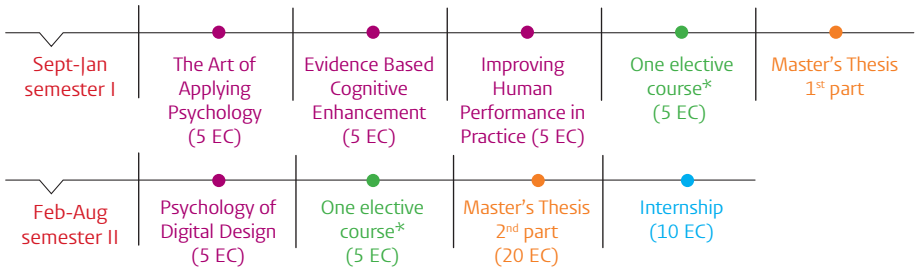 Sept-Jan
semester I
The Art of
Applying
Psychology
(5 EC)
Evidence Based
Cognitive
Enhancement
(5 EC)
Improving
Human
Performance in
Practice (5 EC)
One elective
course*
(5 EC)
Master's Thesis
1st part
Feb-Aug
semester II
Psychology of
Digital Design
(5 EC)
One elective
course*
(5 EC)
Master's Thesis
2nd part
(20 EC)
Internship
(10 EC)